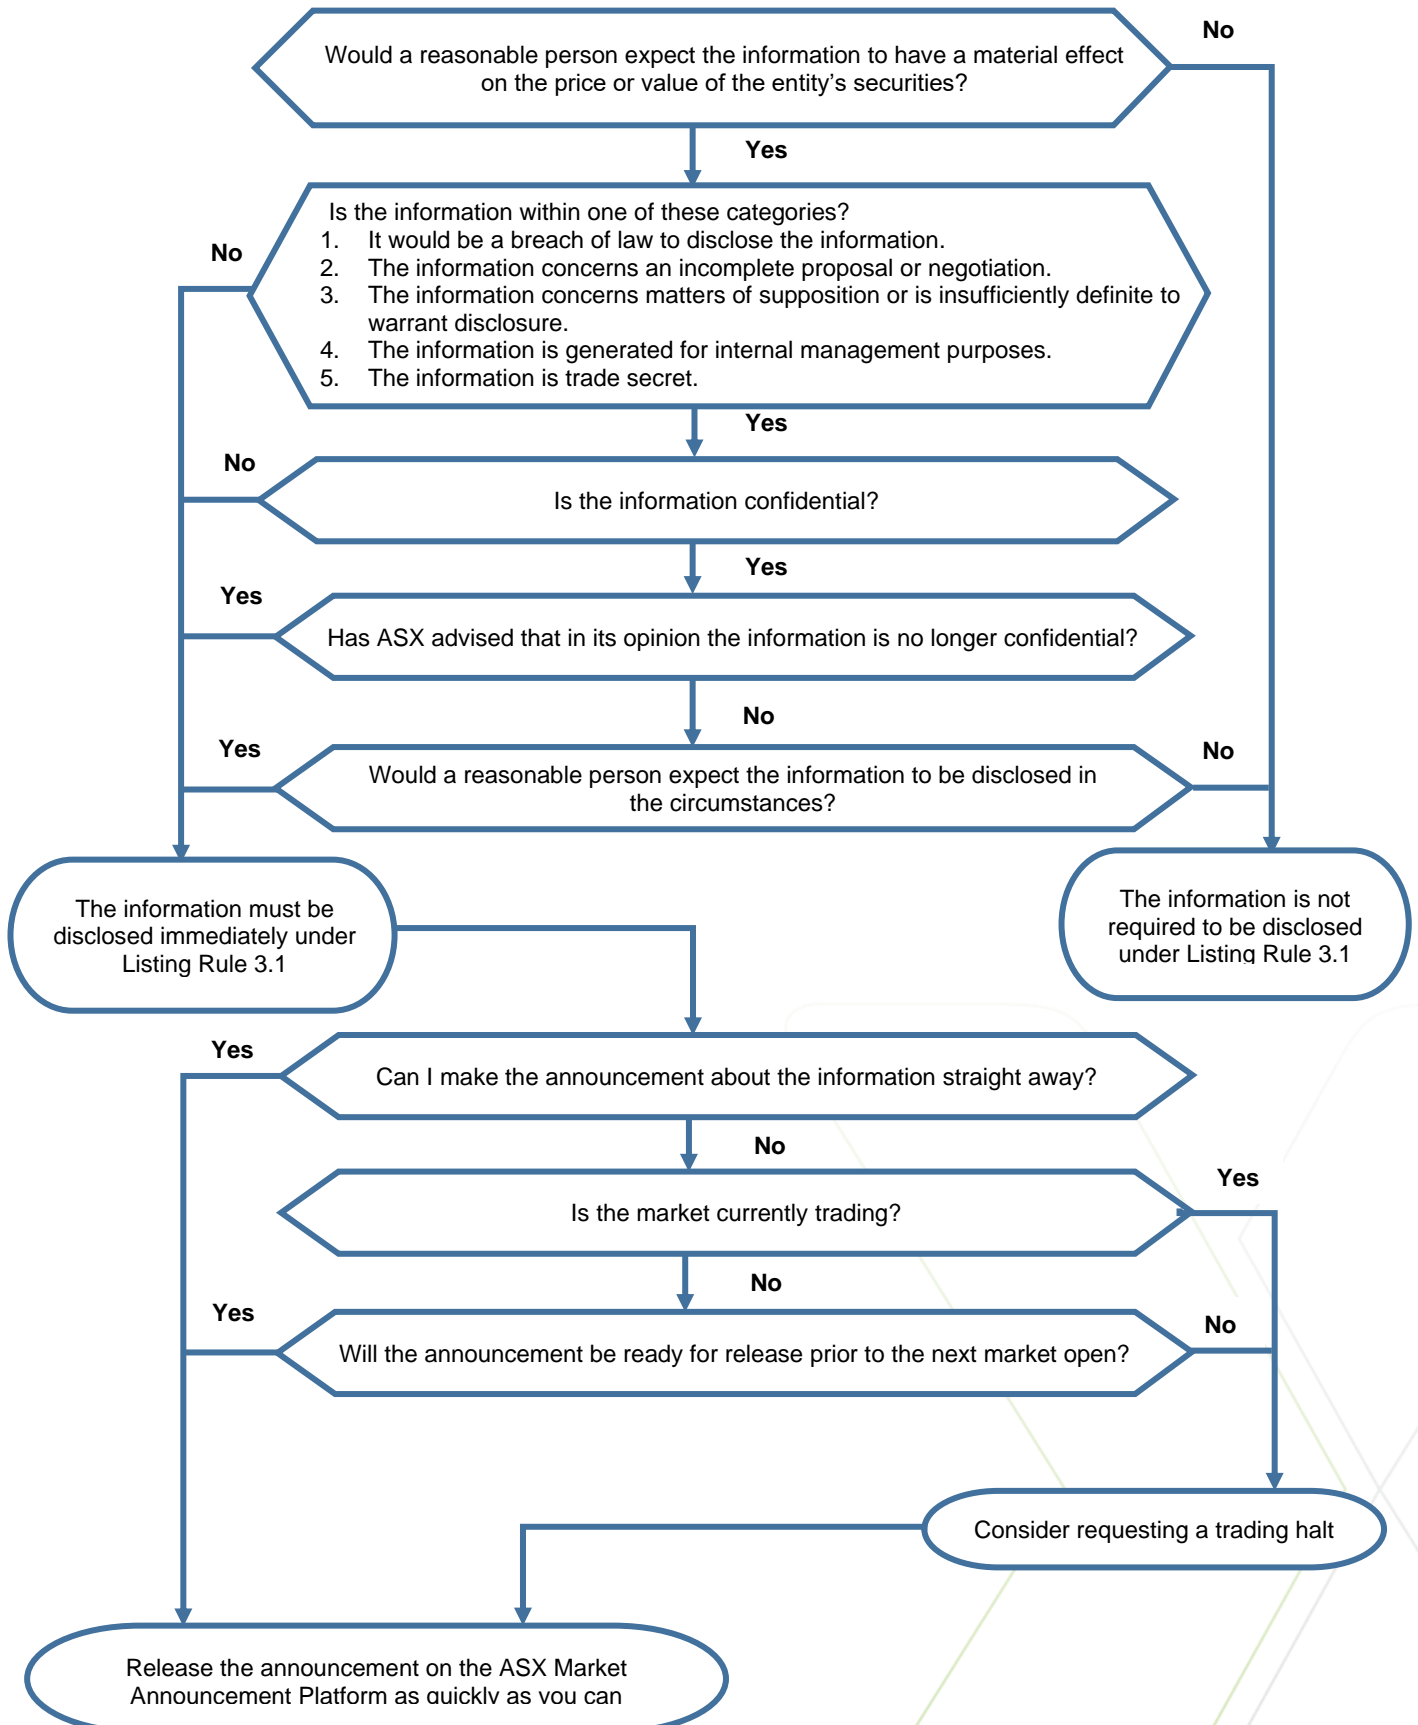 No
Would a reasonable person expect the information to have a material effect
on the price or value of the entity’s securities?
Yes
Is the information within one of these categories?
1. It would be a breach of law to disclose the information.
No
2. The information concerns an incomplete proposal or negotiation.
3. The information concerns matters of supposition or is insufficiently definite to
warrant disclosure.
4. The information is generated for internal management purposes.
5. The information is trade secret.
Yes
No
Is the information confidential?
Yes
Yes
Has ASX advised that in its opinion the information is no longer confidential?
No
Yes
No
Would a reasonable person expect the information to be disclosed in
the circumstances?
The information must be
disclosed immediately under
Listing Rule 3.1
The information is not
required to be disclosed
under Listing Rule 3.1
Yes
Can I make the announcement about the information straight away?
No
Yes
Is the market currently trading?
No
Yes
No
Will the announcement be ready for release prior to the next market open?
Consider requesting a trading halt
Release the announcement on the ASX Market
Announcement Platform as quickly as you can